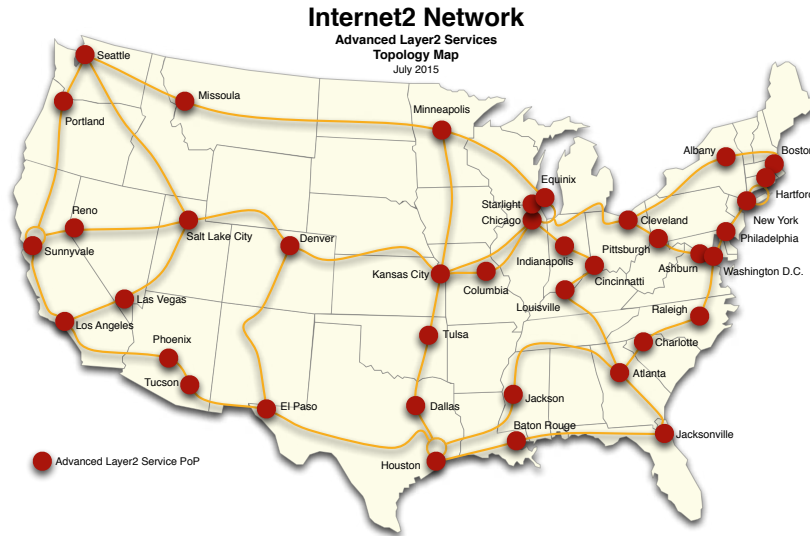 Internet2 Network
Advanced Layer2 Services
Topology Map
July 2015
Seattle
Missoula
Portland
Minneapolis
Albany
Boston
Equinix
Starlight
Hartford
Reno
Chicago
Cleveland
New York
Salt Lake City
Denver
Philadelphia
Sunnyvale
Pittsburgh
Indianapolis
Kansas City
Ashburn
Washington D.C.
Cincinnatti
Columbia
Las Vegas
Louisville
Raleigh
Los Angeles
Tulsa
Phoenix
Charlotte
Tucson
Atlanta
Jackson
El Paso
Dallas
Baton Rouge
Jacksonville
Advanced Layer2 Service PoP
Houston